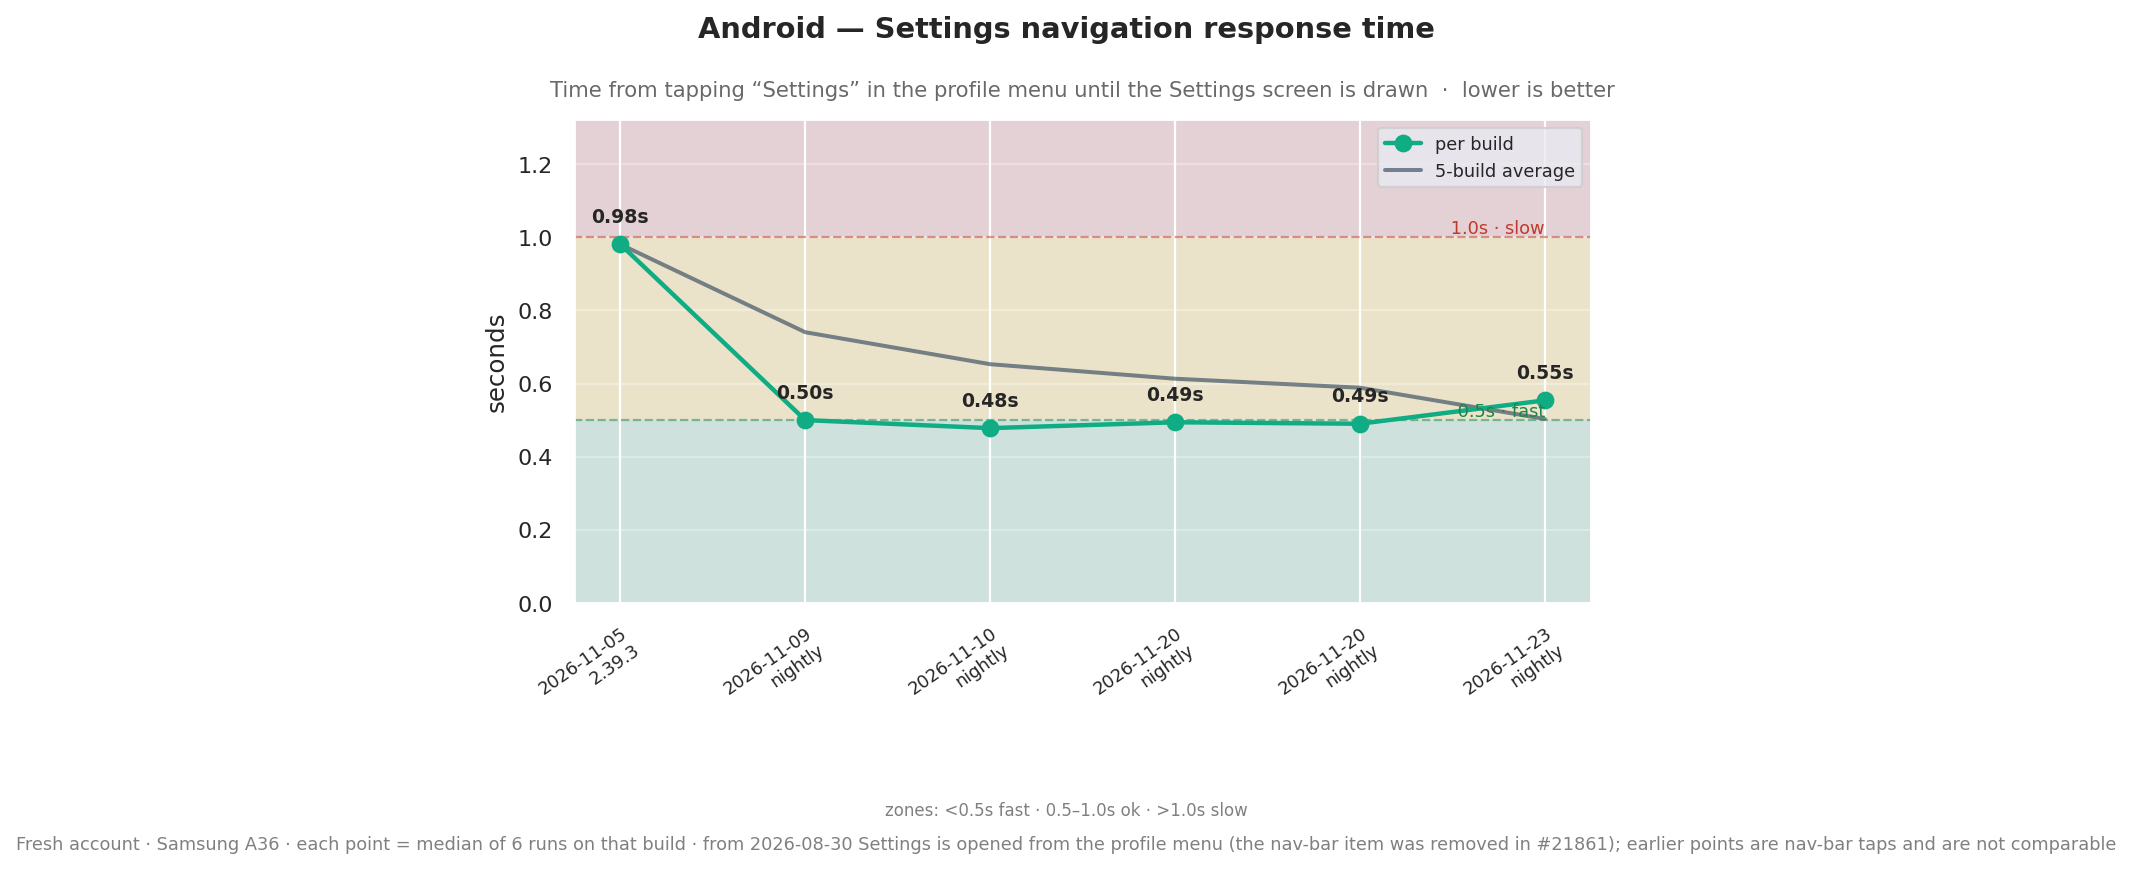 Android — Settings navigation response time
Time from tapping “Settings” in the profile menu until the Settings screen is drawn · lower is better
per build
5-build average
1.2
1.0
0.8
0.6
0.4
0.2
0.0
seconds
1.0s · slow
0.5s · fast
0.98s
0.50s
0.48s
0.49s
0.49s
0.55s
2026-11-05
2.39.3
2026-11-09
nightly
2026-11-10
nightly
2026-11-20
nightly
2026-11-20
nightly
2026-11-23
nightly
zones: <0.5s fast · 0.5–1.0s ok · >1.0s slow
Fresh account · Samsung A36 · each point = median of 6 runs on that build · from 2026-08-30 Settings is opened from the profile menu (the nav-bar item was removed in #21861); earlier points are nav-bar taps and are not comparable